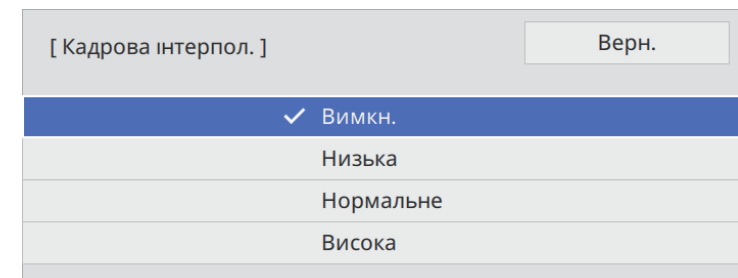 [ Кадрова інтерпол. ]
Верн.
Вимкн.
Низька
Нормальне
Висока